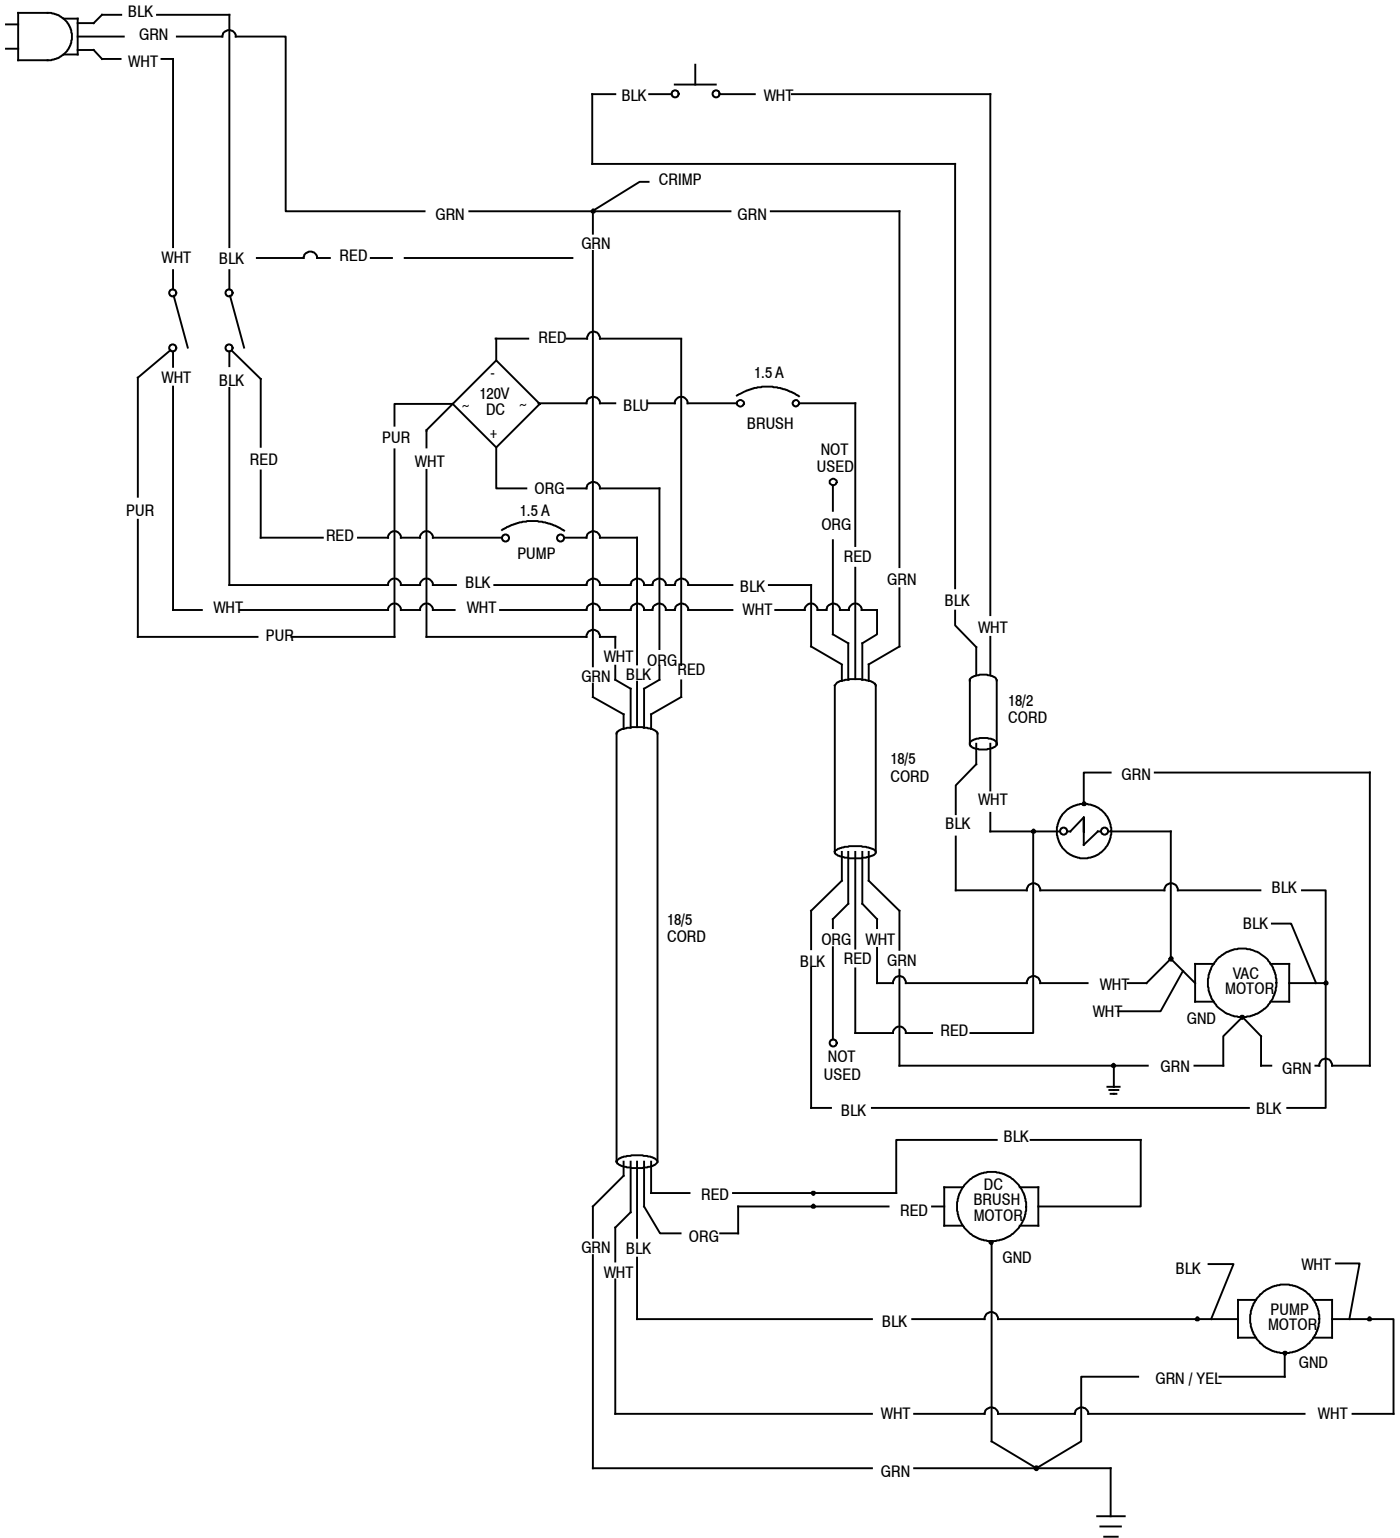 BLK
GRN
WHT
BLK
WHT
CRIMP
GRN
GRN
GRN
WHT
BLK
RED
RED
1.5 A
WHT
BLK
-
120V
~
~
DC
BLU
BRUSH
+
PUR
WHT
RED
NOT
USED
ORG
1.5 A
PUR
ORG
RED
PUMP
RED
BLK
BLK
GRN
BLK
WHT
WHT
WHT
WHT
PUR
WHT
ORG
RED
GRN
BLK
18/2
CORD
18/5
CORD
GRN
WHT
BLK
BLK
18/5
CORD
BLK
ORG
WHT
BLK
RED
GRN
VAC
MOTOR
WHT
WHT
GND
RED
NOT
USED
GRN
GRN
BLK
BLK
BLK
DC
BRUSH
MOTOR
RED
RED
ORG
GRN
BLK
GND
WHT
BLK
WHT
PUMP
MOTOR
BLK
GND
GRN / YEL
WHT
WHT
GRN